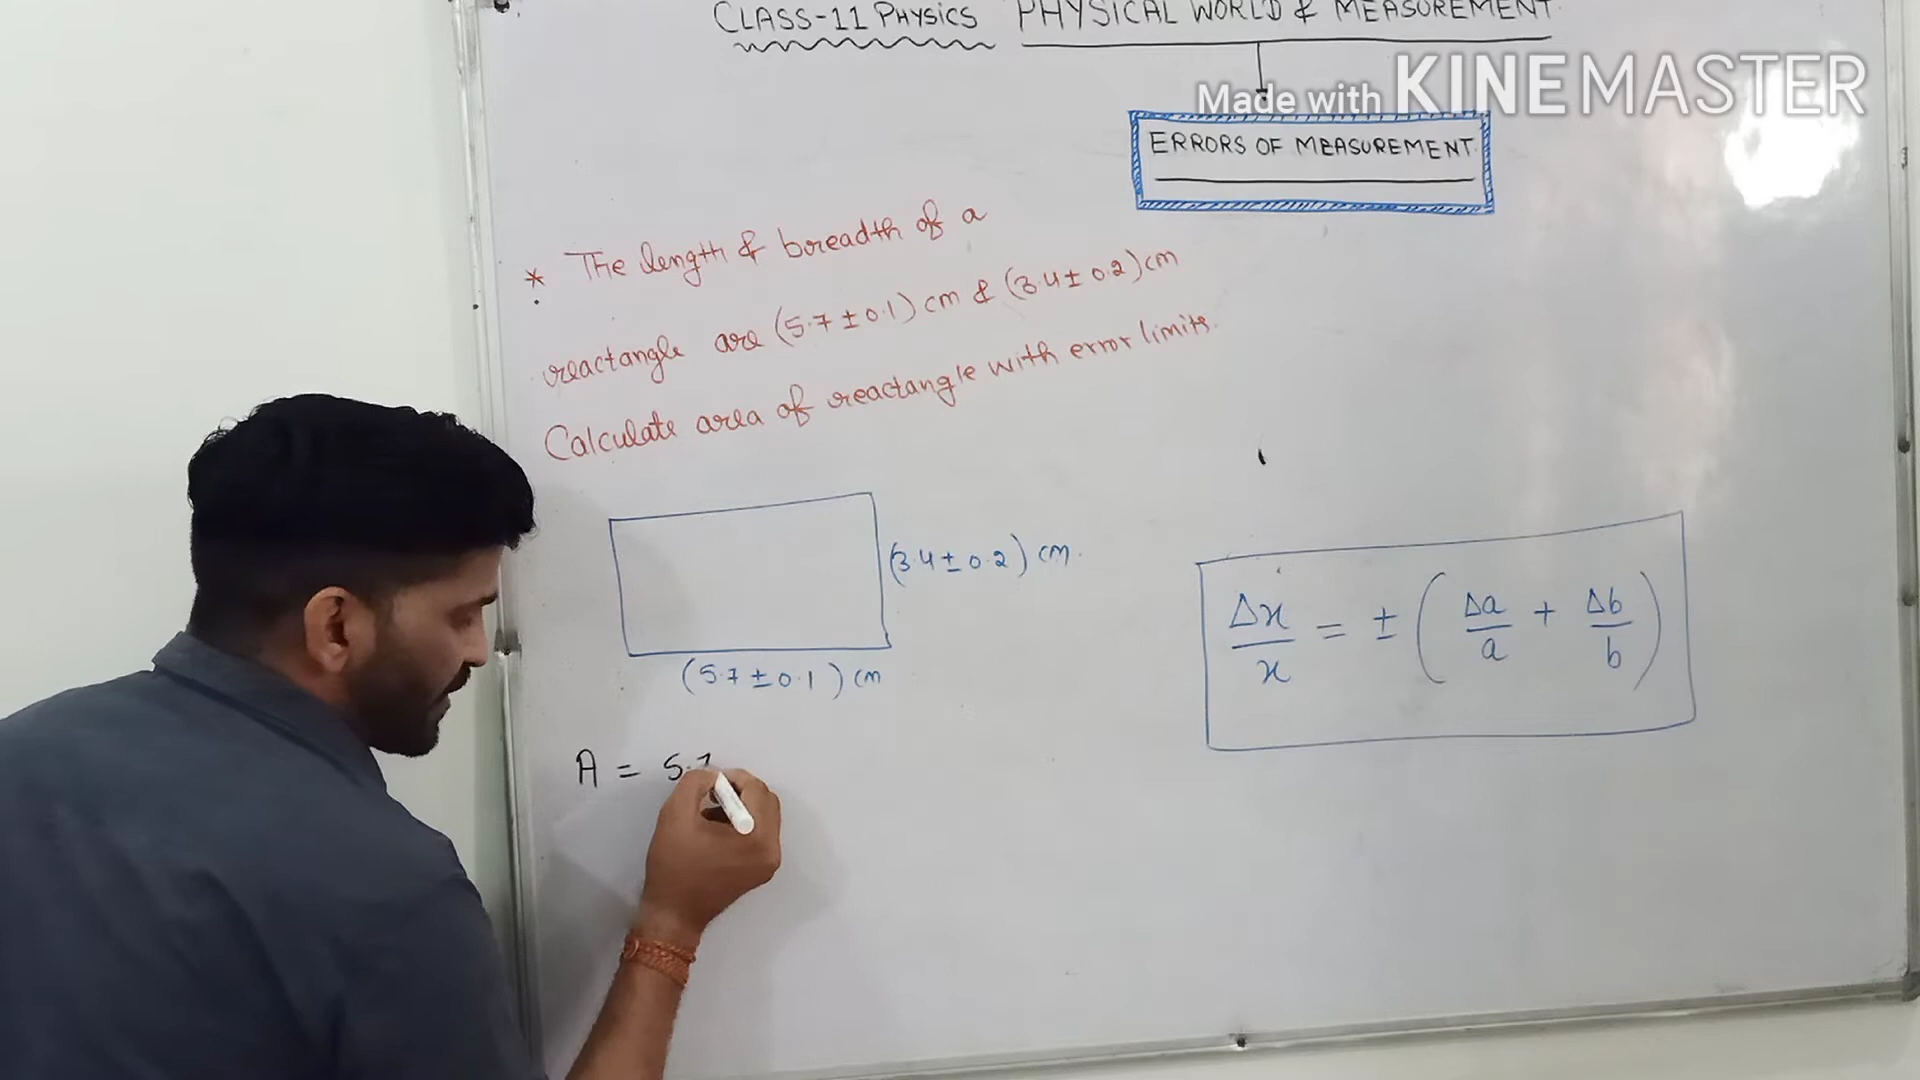 CLASS-11 PHYSICS PHYSICAL WORLD & MEASUREMENT
Made with KINEMASTER
ERRORS OF MEASUREMENT
* The length & breadth of a
reactangle are (5.7 ± 0.1) cm & (3.4 ± 0.2) cm
Calculate area of reactangle with error limits.
(3.4 ± 0.2) cm.
(5.7 ± 0.1) cm
Δx/x = ± (Δa/a + Δb/b)
A = 5.7